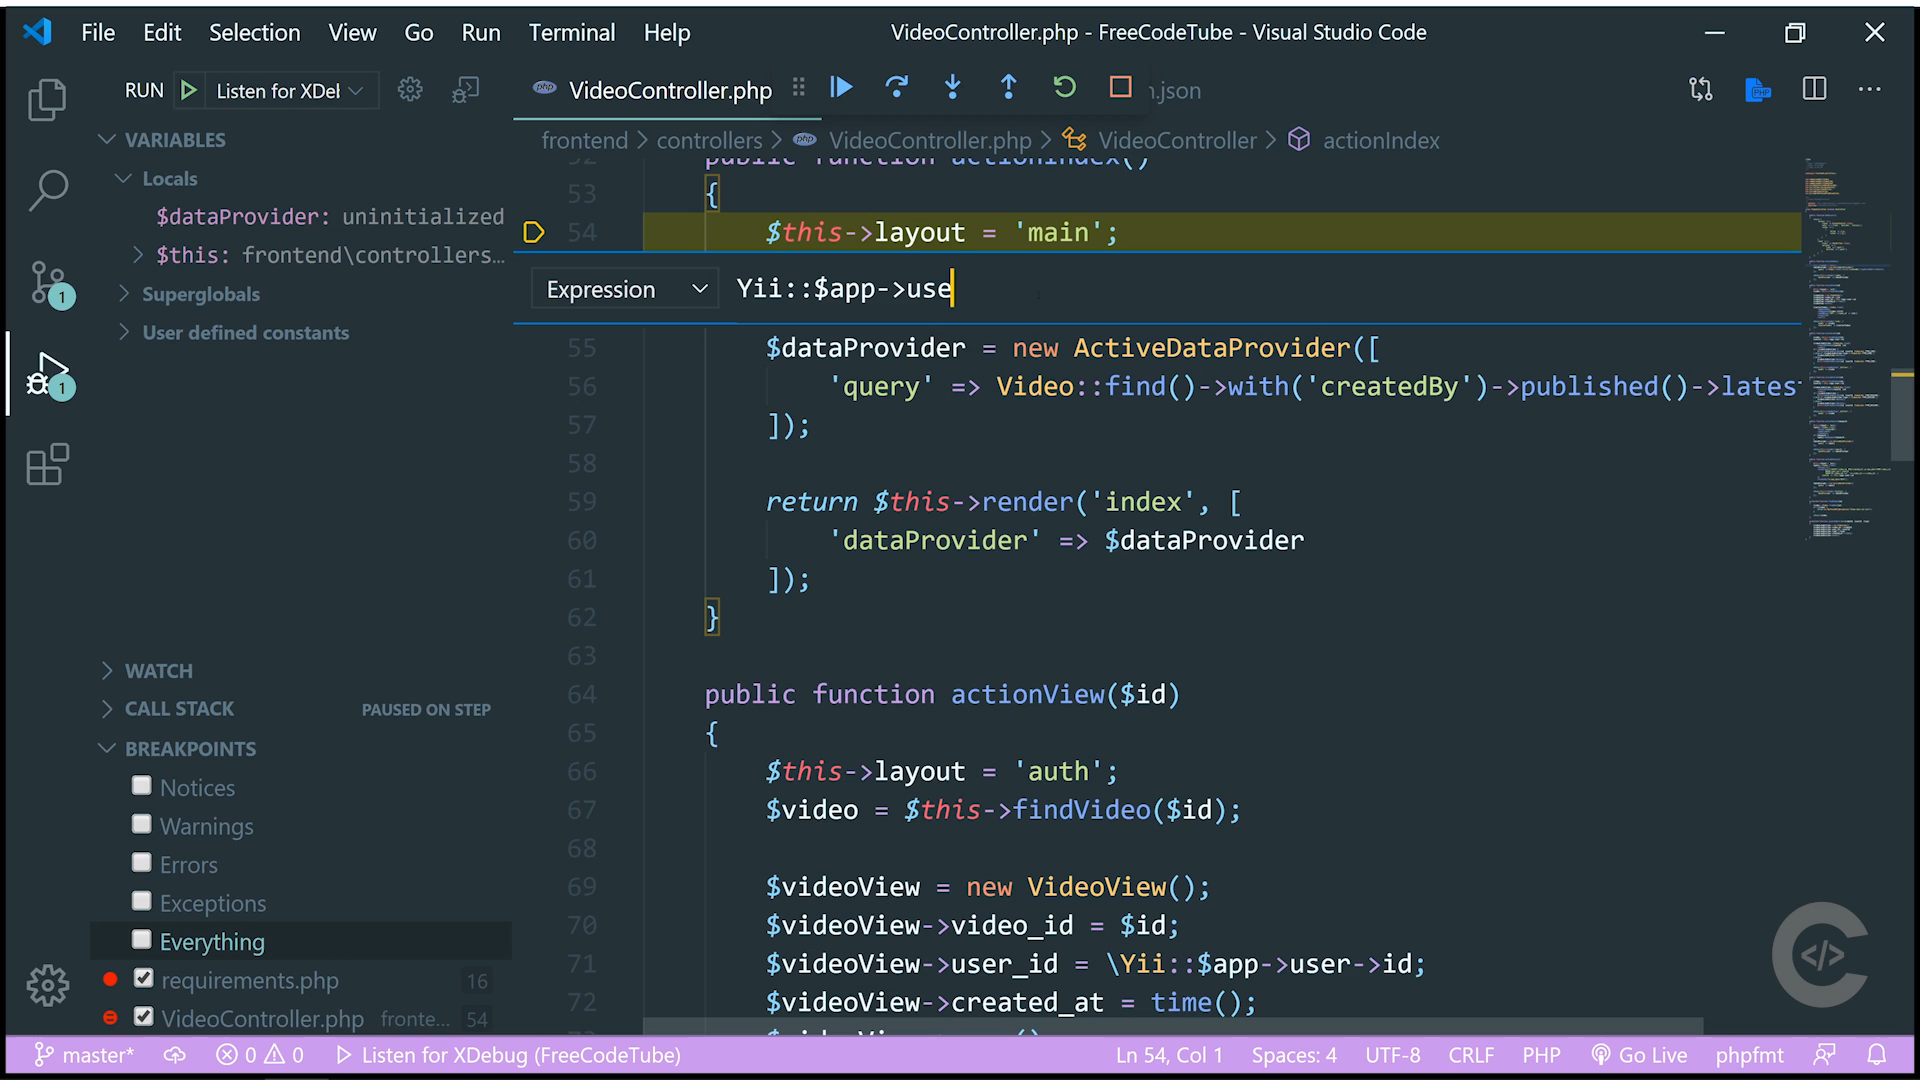 File Edit Selection View Go Run Terminal Help
VideoController.php - FreeCodeTube - Visual Studio Code
RUN Listen for XDe
VideoController.php
.json
frontend > controllers > VideoController.php > VideoController > actionIndex
VARIABLES
Locals
$dataProvider: uninitialized
$this: frontend\controllers…
Superglobals
User defined constants
WATCH
CALL STACK PAUSED ON STEP
BREAKPOINTS
Notices
Warnings
Errors
Exceptions
Everything
requirements.php 16
VideoController.php fronte... 54
52 public function actionIndex()
53 {
54 $this->layout = 'main';
Expression Yii::$app->use
55 $dataProvider = new ActiveDataProvider([
56 'query' => Video::find()->with('createdBy')->published()->lates
57 ]);
58
59 return $this->render('index', [
60 'dataProvider' => $dataProvider
61 ]);
62 }
63
64 public function actionView($id)
65 {
66 $this->layout = 'auth';
67 $video = $this->findVideo($id);
68
69 $videoView = new VideoView();
70 $videoView->video_id = $id;
71 $videoView->user_id = \Yii::$app->user->id;
72 $videoView->created_at = time();
1
1
</>
master* 0 0 Listen for XDebug (FreeCodeTube) Ln 54, Col 1 Spaces: 4 UTF-8 CRLF PHP Go Live phpfmt